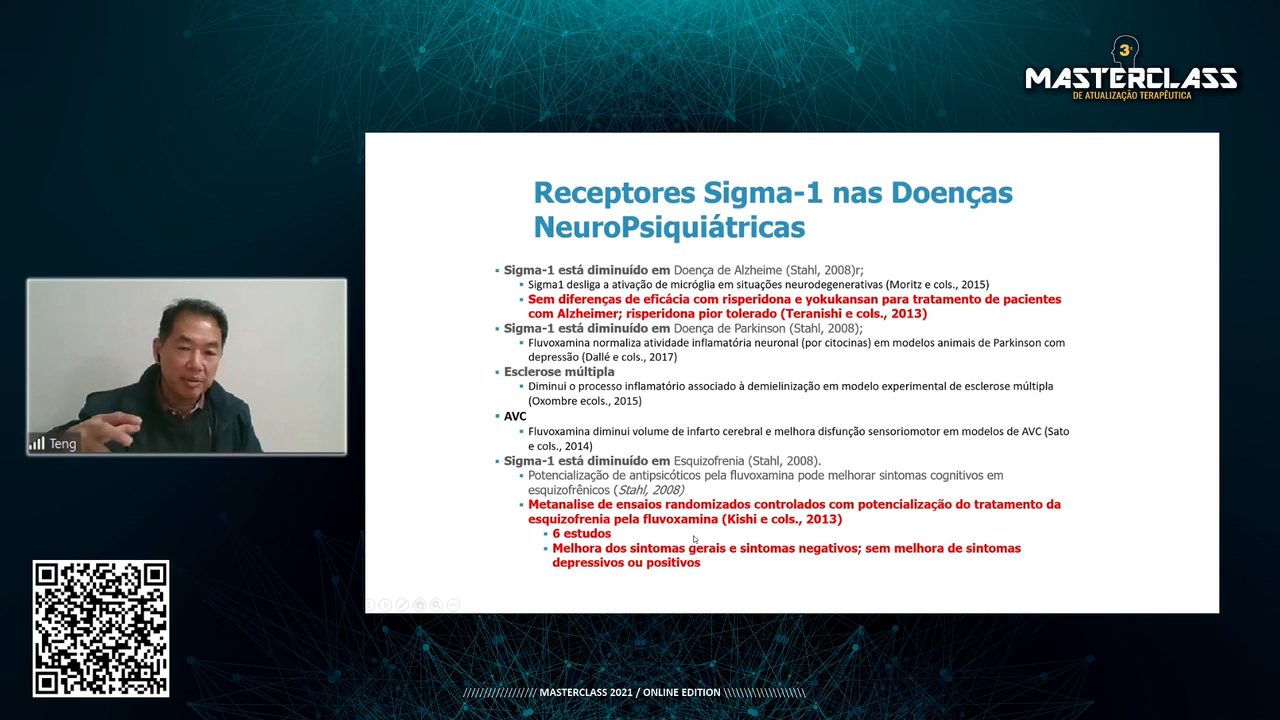 3ª
MASTERCLASS
DE ATUALIZAÇÃO TERAPÊUTICA
Receptores Sigma-1 nas Doenças
NeuroPsiquiátricas
Sigma-1 está diminuído em Doença de Alzheime (Stahl, 2008)r;
Sigma1 desliga a ativação de micróglia em situações neurodegenerativas (Moritz e cols., 2015)
Sem diferenças de eficácia com risperidona e yokukansan para tratamento de pacientes
com Alzheimer; risperidona pior tolerado (Teranishi e cols., 2013)
Sigma-1 está diminuído em Doença de Parkinson (Stahl, 2008);
Fluvoxamina normaliza atividade inflamatória neuronal (por citocinas) em modelos animais de Parkinson com
depressão (Dallé e cols., 2017)
Esclerose múltipla
Diminui o processo inflamatório associado à demielinização em modelo experimental de esclerose múltipla
(Oxombre ecols., 2015)
AVC
Fluvoxamina diminui volume de infarto cerebral e melhora disfunção sensoriomotor em modelos de AVC (Sato
e cols., 2014)
Sigma-1 está diminuído em Esquizofrenia (Stahl, 2008).
Potencialização de antipsicóticos pela fluvoxamina pode melhorar sintomas cognitivos em
esquizofrênicos (Stahl, 2008)
Metanalise de ensaios randomizados controlados com potencialização do tratamento da
esquizofrenia pela fluvoxamina (Kishi e cols., 2013)
6 estudos
Melhora dos sintomas gerais e sintomas negativos; sem melhora de sintomas
depressivos ou positivos
Teng
////////////////// MASTERCLASS 2021 / ONLINE EDITION \\\\\\\\\\\\\\\\\\\\